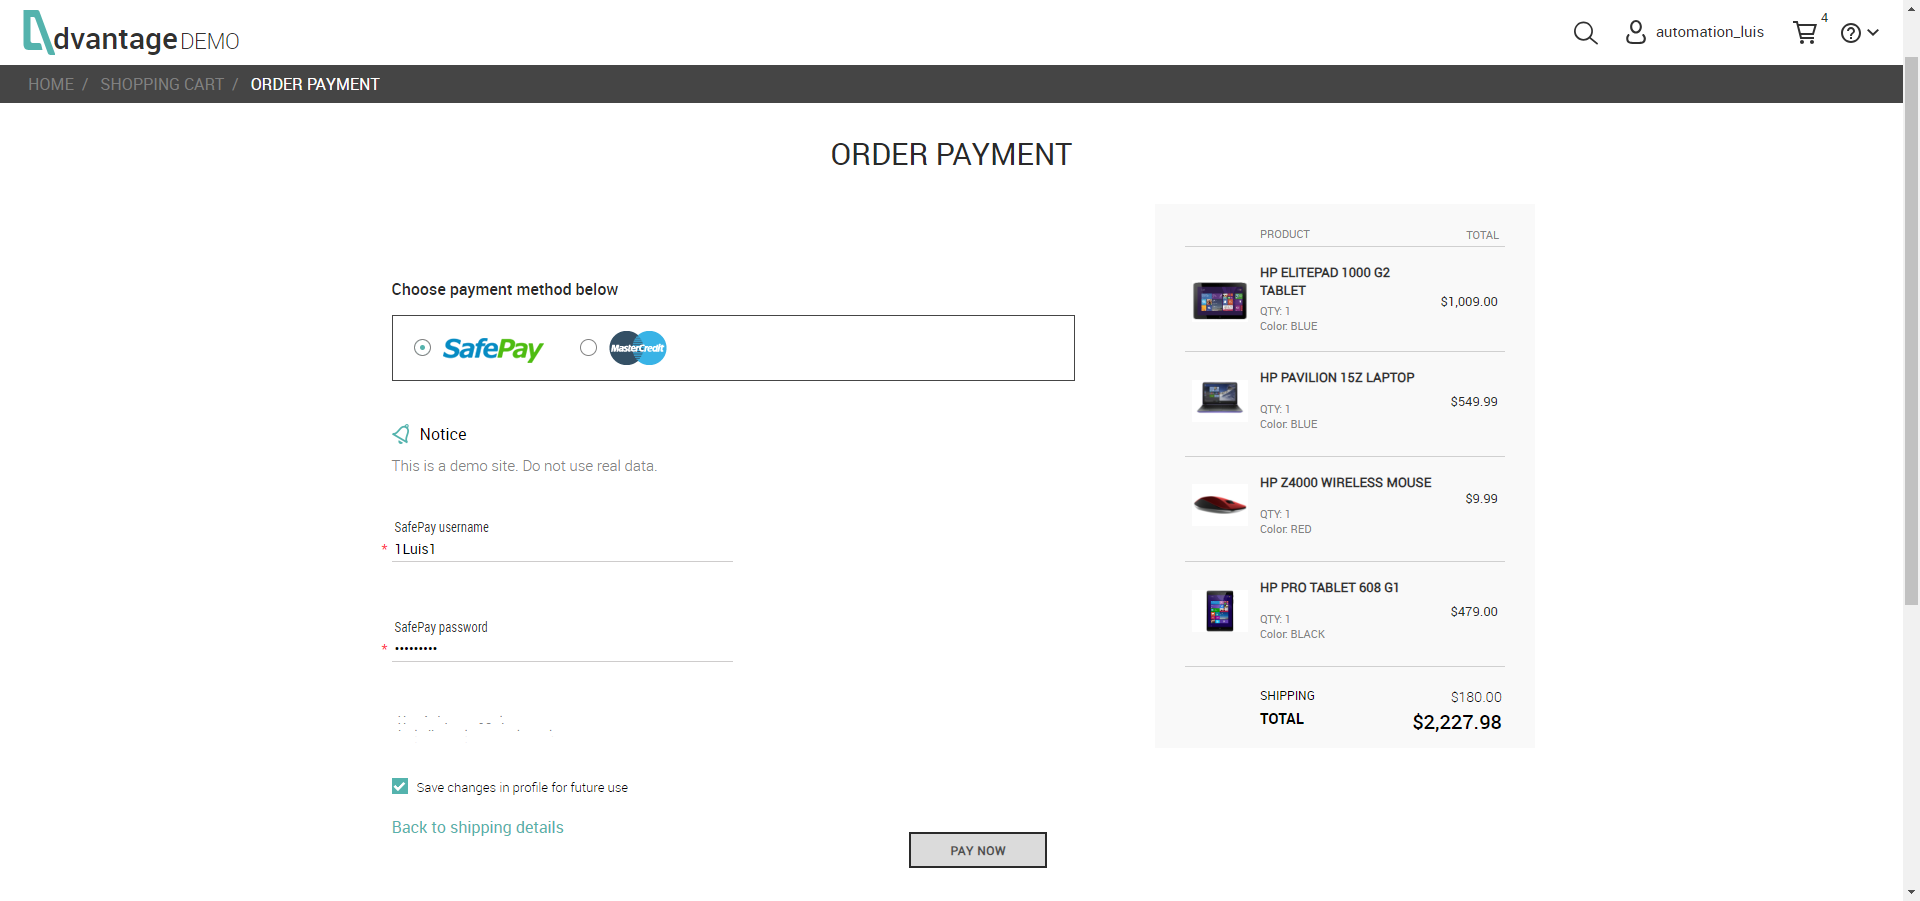 dvantage DEMO
automation_luis
4
HOME / SHOPPING CART / ORDER PAYMENT
ORDER PAYMENT
Choose payment method below
SafePay
MasterCredit
Notice
This is a demo site. Do not use real data.
SafePay username
* 1Luis1
SafePay password
* •••••••••
Save changes in profile for future use
Back to shipping details
PAY NOW
PRODUCT TOTAL
HP ELITEPAD 1000 G2
TABLET
$1,009.00
QTY: 1
Color: BLUE
HP PAVILION 15Z LAPTOP
$549.99
QTY: 1
Color: BLUE
HP Z4000 WIRELESS MOUSE
$9.99
QTY: 1
Color: RED
HP PRO TABLET 608 G1
$479.00
QTY: 1
Color: BLACK
SHIPPING $180.00
TOTAL $2,227.98